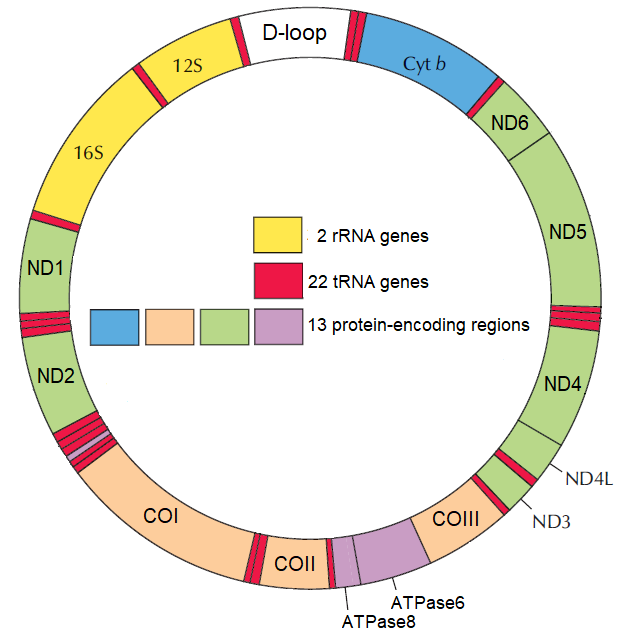 D-loop
Cyt b
ND6
ND5
ND4
ND4L
ND3
COIII
ATPase6
ATPase8
COII
COI
ND2
ND1
16S
12S
2 rRNA genes
22 tRNA genes
13 protein-encoding regions